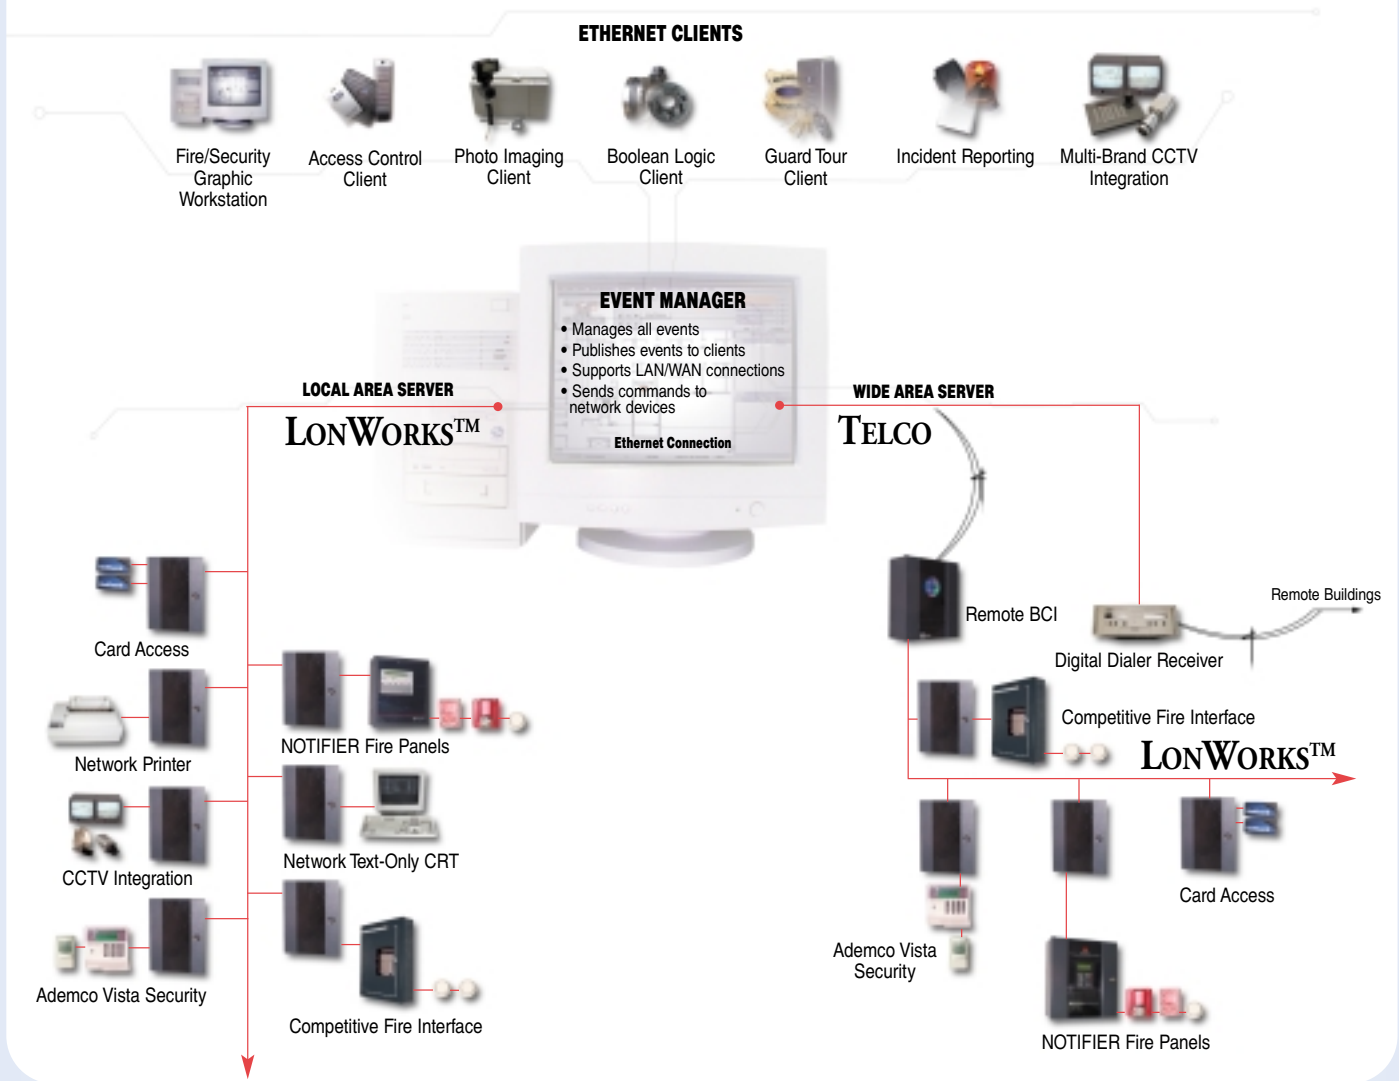 ETHERNET CLIENTS
Fire/Security
Graphic
Workstation
Access Control
Client
Photo Imaging
Client
Boolean Logic
Client
Guard Tour
Client
Incident Reporting
Multi-Brand CCTV
Integration
EVENT MANAGER
• Manages all events
• Publishes events to clients
• Supports LAN/WAN connections
• Sends commands to
network devices
Ethernet Connection
LOCAL AREA SERVER
LONWORKS™
WIDE AREA SERVER
TELCO
Card Access
Network Printer
CCTV Integration
Ademco Vista Security
NOTIFIER Fire Panels
Network Text-Only CRT
Competitive Fire Interface
Remote BCI
Remote Buildings
Digital Dialer Receiver
Competitive Fire Interface
LONWORKS™
Ademco Vista
Security
Card Access
NOTIFIER Fire Panels